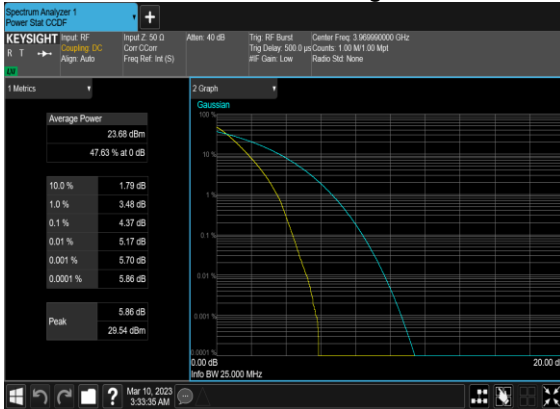 Spectrum Analyzer 1
Power Stat CCDF
+
KEYSIGHT
R T
Input: RF
Coupling: DC
Align: Auto
Input Z: 50 Ω
Corr CCorr
Freq Ref: Int (S)
Atten: 40 dB
Trig: RF Burst
Trig Delay: 500.0 µs
#IF Gain: Low
Center Freq: 3.969990000 GHz
Counts: 1.00 M/1.00 Mpt
Radio Std: None
1 Metrics
Average Power
23.68 dBm
47.63 % at 0 dB
10.0 % 1.79 dB
1.0 % 3.48 dB
0.1 % 4.37 dB
0.01 % 5.17 dB
0.001 % 5.70 dB
0.0001 % 5.86 dB
Peak
5.86 dB
29.54 dBm
2 Graph
Gaussian
100 %
10 %
1 %
0.1 %
0.01 %
0.001 %
0.0001 %
0.00 dB
20.00 d
Info BW 25.000 MHz
?
Mar 10, 2023
3:33:35 AM